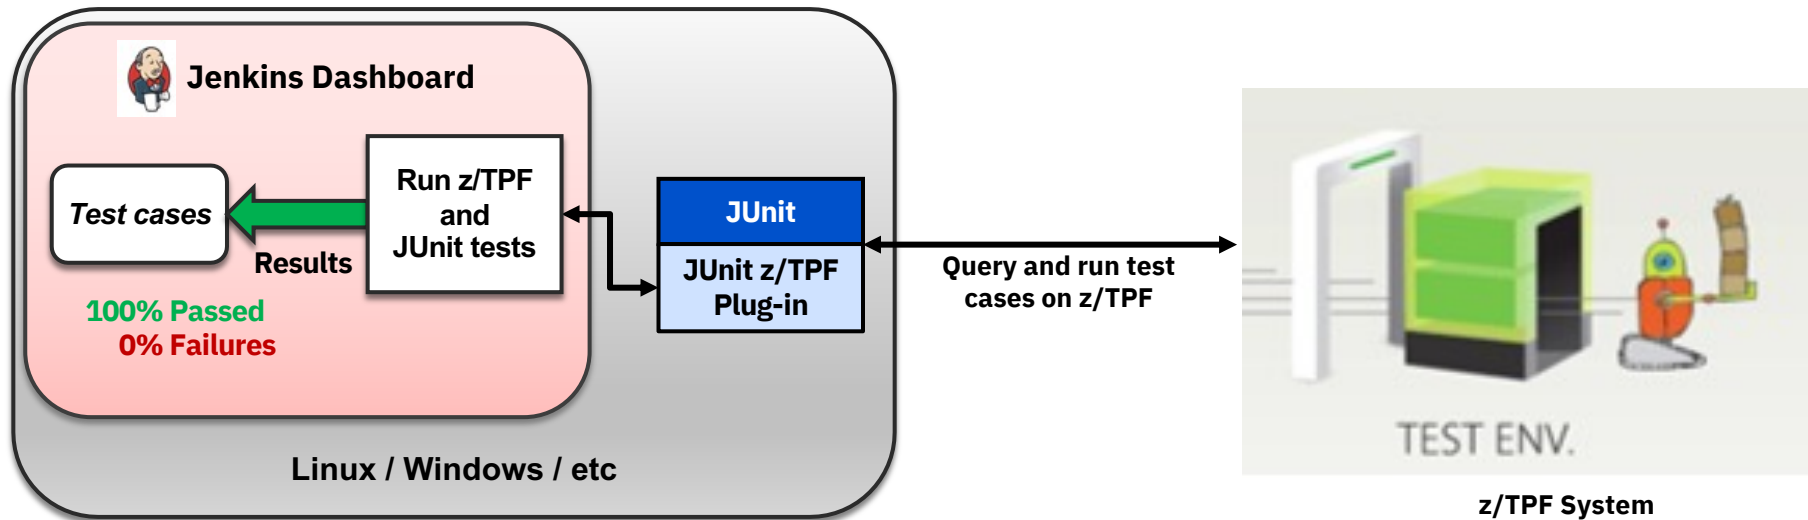 Jenkins Dashboard
Test cases
Run z/TPF
and
JUnit tests
Results
100% Passed
0% Failures
JUnit
JUnit z/TPF
Plug-in
Query and run test
cases on z/TPF
Linux / Windows / etc
TEST ENV.
z/TPF System